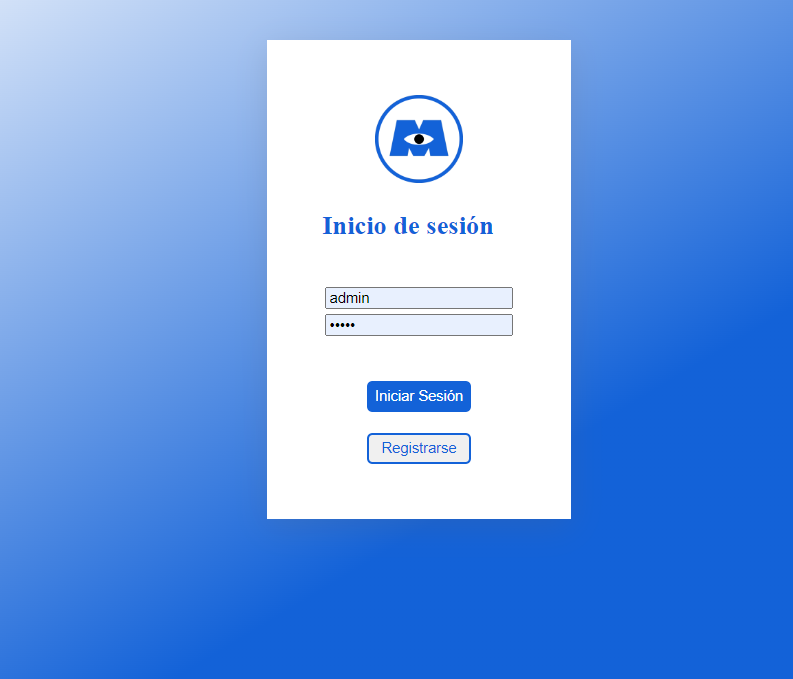 Inicio de sesión
admin
•••••
Iniciar Sesión
Registrarse